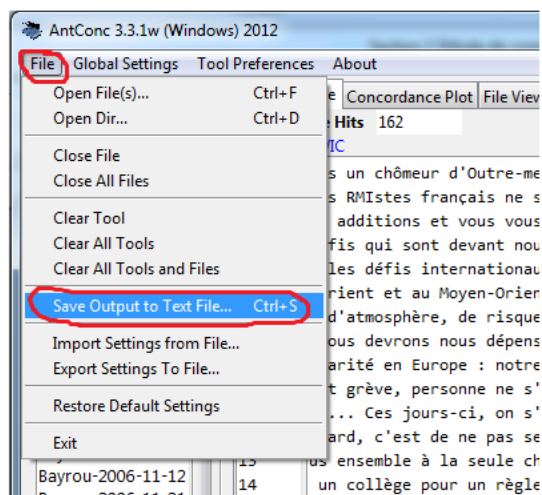 AntConc 3.3.1w (Windows) 2012
File Global Settings Tool Preferences About
Concordance Plot File View
Open File(s)... Ctrl+F
Open Dir... Ctrl+D
Close File
Close All Files
Clear Tool
Clear All Tools
Clear All Tools and Files
Save Output to Text File... Ctrl+S
Import Settings from File...
Export Settings To File...
Restore Default Settings
Exit
Hits 162
s un chômeur d'Outre-me
s RMIstes français ne s
additions et vous vous
fis qui sont devant nou
les défis internationau
rient et au Moyen-Orien
d'atmosphère, de risque
ous devrons nous dépens
arité en Europe : notre
t grève, personne ne s'
... Ces jours-ci, on s'
ard, c'est de ne pas se
us ensemble à la seule ch
14 un collège pour un règle
Bayrou-2006-11-12